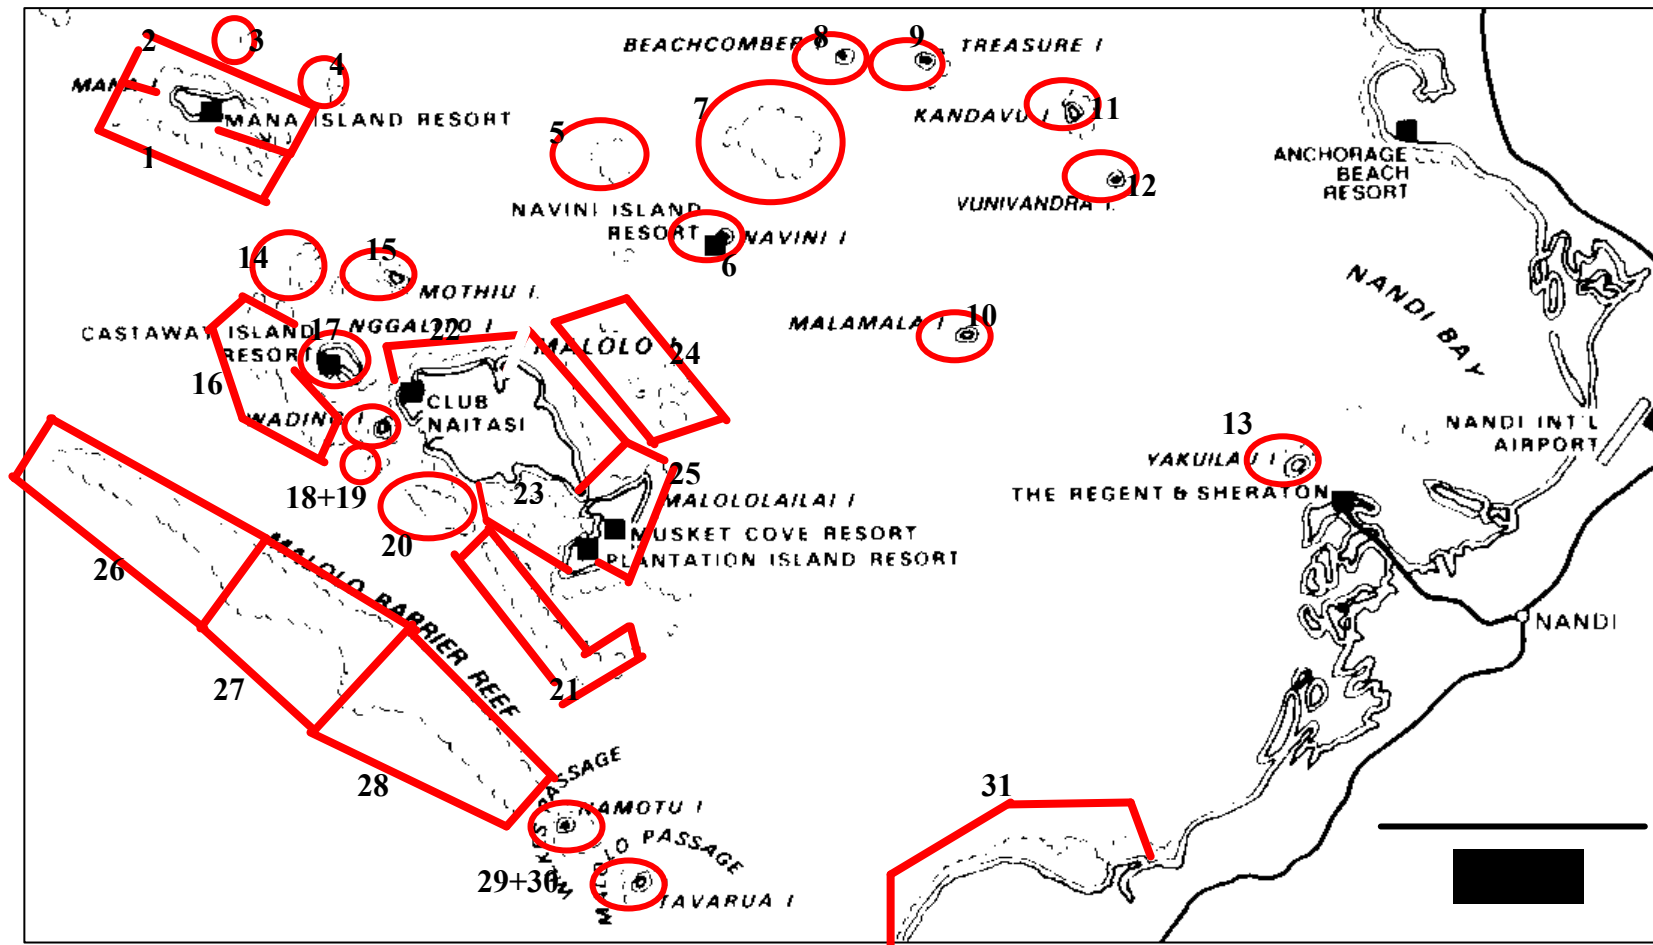 2
3
4
MANA I.
MANA ISLAND RESORT
1
BEACHCOMBER I
8
9
TREASURE I
7
5
KANDAVU I
11
12
VUNIVANDRA I.
ANCHORAGE
BEACH
RESORT
NAVINI ISLAND
RESORT
NAVINI I
6
14
15
MOTHIU I.
NANDI BAY
CASTAWAY ISLAND
RESORT
17
22
16
MALOLO I
24
MALAMALA I
10
CLUB
NAITASI
WADING I
18+19
20
23
25
MALOLOLAILAI I
MUSKET COVE RESORT
PLANTATION ISLAND RESORT
13
YAKUILAU I
THE REGENT & SHERATON
NANDI INT'L
AIRPORT
NANDI
26
27
28
MALOLO BARRIER REEF
21
PASSAGE
NAMOTU I
29+30
MALOLO PASSAGE
TAVARUA I
31